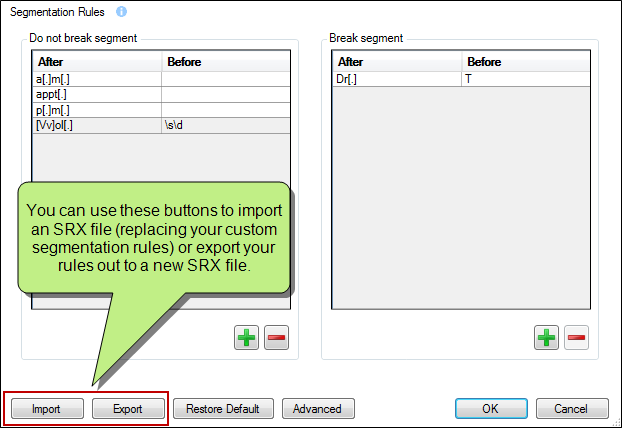 Segmentation Rules
Do not break segment
After Before
a[.]m[.]
appt[.]
p[.]m[.]
[Vv]ol[.] \s\d
Break segment
After Before
Dr[.] T
You can use these buttons to import
an SRX file (replacing your custom
segmentation rules) or export your
rules out to a new SRX file.
Import Export Restore Default Advanced OK Cancel